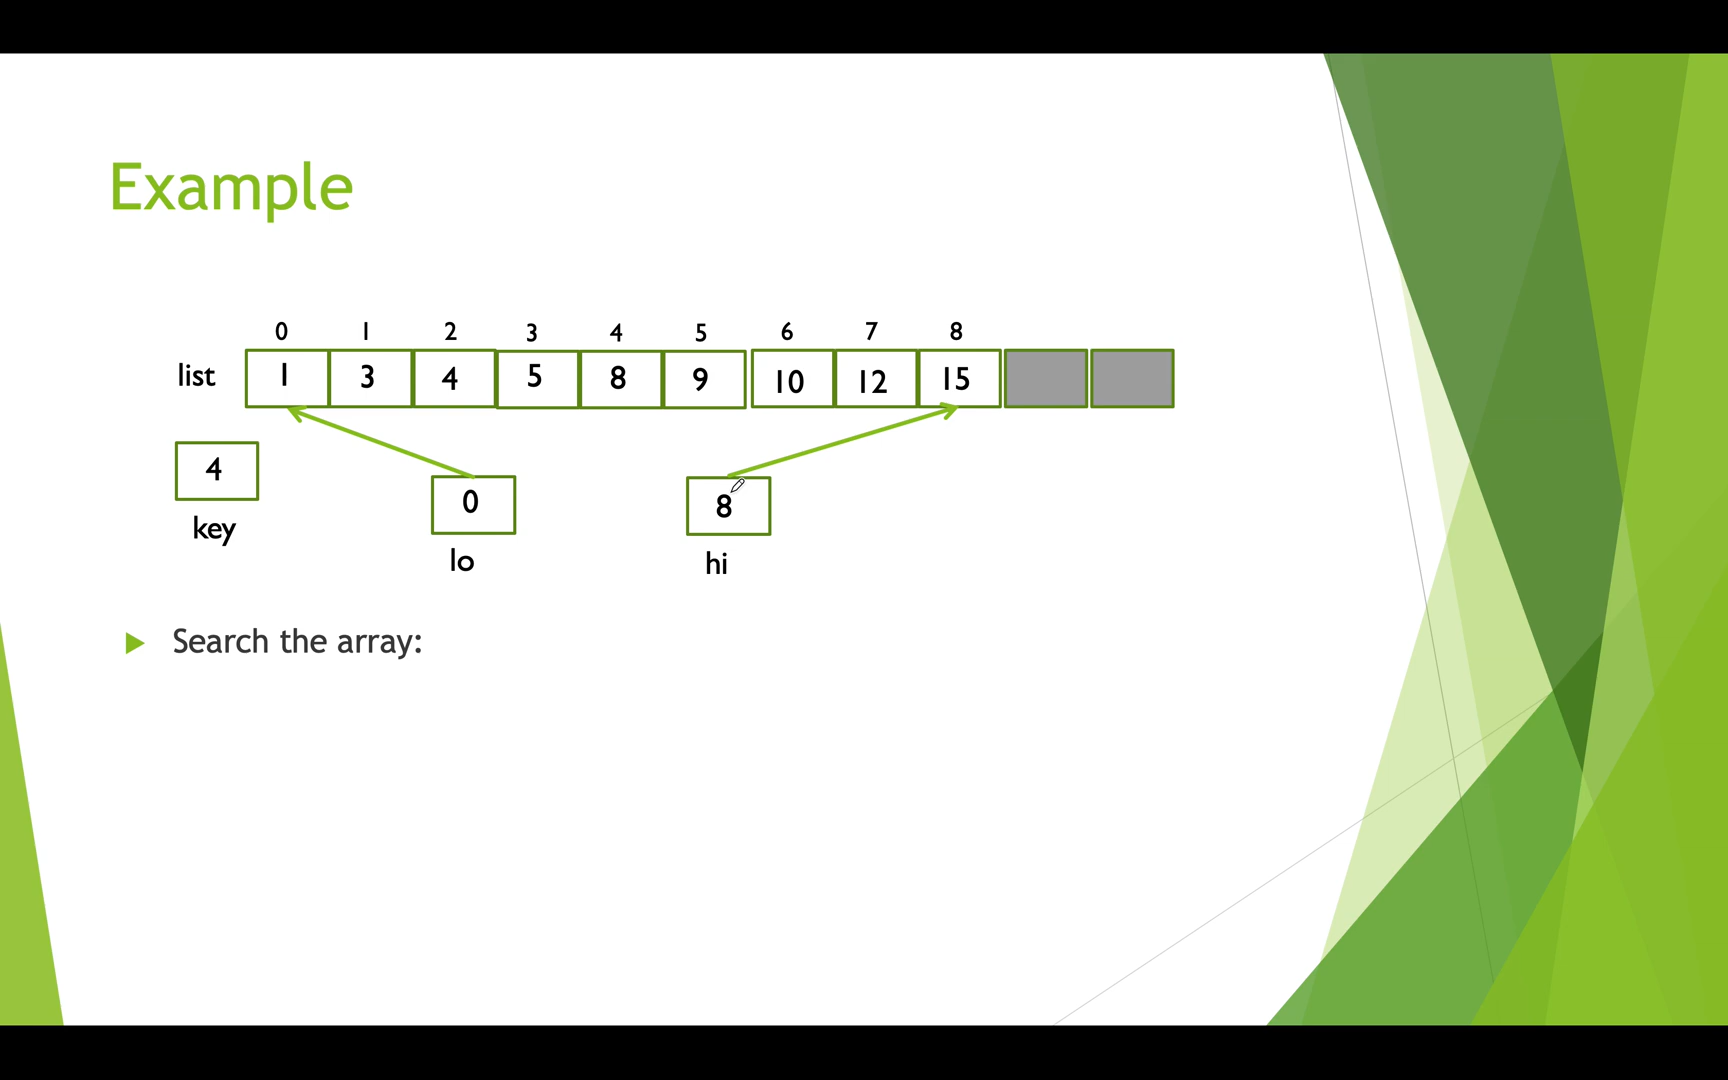 Example
0 1 2 3 4 5 6 7 8
list 1 3 4 5 8 9 10 12 15
4 0 8
key lo hi
Search the array: